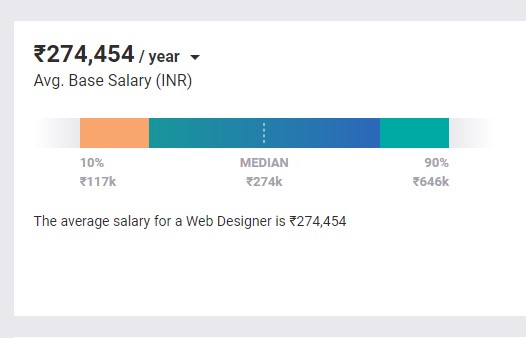 ₹274,454 / year
Avg. Base Salary (INR)
10% MEDIAN 90%
₹117k ₹274k ₹646k
The average salary for a Web Designer is ₹274,454